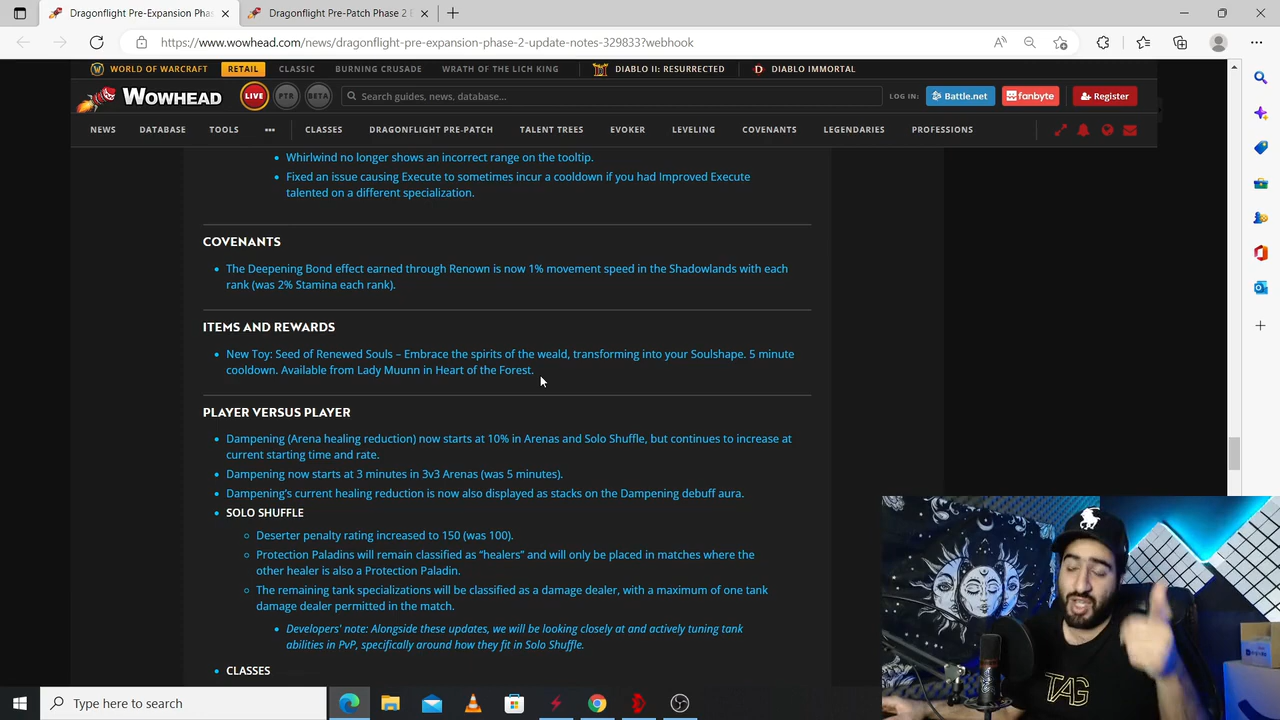 Dragonflight Pre-Expansion Pha
Dragonflight Pre-Patch Phase 2 E
https://www.wowhead.com/news/dragonflight-pre-expansion-phase-2-update-notes-329833?webhook
WORLD OF WARCRAFT RETAIL CLASSIC BURNING CRUSADE WRATH OF THE LICH KING DIABLO II: RESURRECTED DIABLO IMMORTAL
WOWHEAD LIVE PTR BETA Search guides, news, database... LOG IN: Battle.net fanbyte Register
NEWS DATABASE TOOLS ••• CLASSES DRAGONFLIGHT PRE-PATCH TALENT TREES EVOKER LEVELING COVENANTS LEGENDARIES PROFESSIONS
• Whirlwind no longer shows an incorrect range on the tooltip.
• Fixed an issue causing Execute to sometimes incur a cooldown if you had Improved Execute
talented on a different specialization.
COVENANTS
• The Deepening Bond effect earned through Renown is now 1% movement speed in the Shadowlands with each
rank (was 2% Stamina each rank).
ITEMS AND REWARDS
• New Toy: Seed of Renewed Souls – Embrace the spirits of the weald, transforming into your Soulshape. 5 minute
cooldown. Available from Lady Muunn in Heart of the Forest.
PLAYER VERSUS PLAYER
• Dampening (Arena healing reduction) now starts at 10% in Arenas and Solo Shuffle, but continues to increase at
current starting time and rate.
• Dampening now starts at 3 minutes in 3v3 Arenas (was 5 minutes).
• Dampening's current healing reduction is now also displayed as stacks on the Dampening debuff aura.
• SOLO SHUFFLE
Deserter penalty rating increased to 150 (was 100).
Protection Paladins will remain classified as “healers” and will only be placed in matches where the
other healer is also a Protection Paladin.
The remaining tank specializations will be classified as a damage dealer, with a maximum of one tank
damage dealer permitted in the match.
• Developers' note: Alongside these updates, we will be looking closely at and actively tuning tank
abilities in PvP, specifically around how they fit in Solo Shuffle.
• CLASSES
TAG
Type here to search